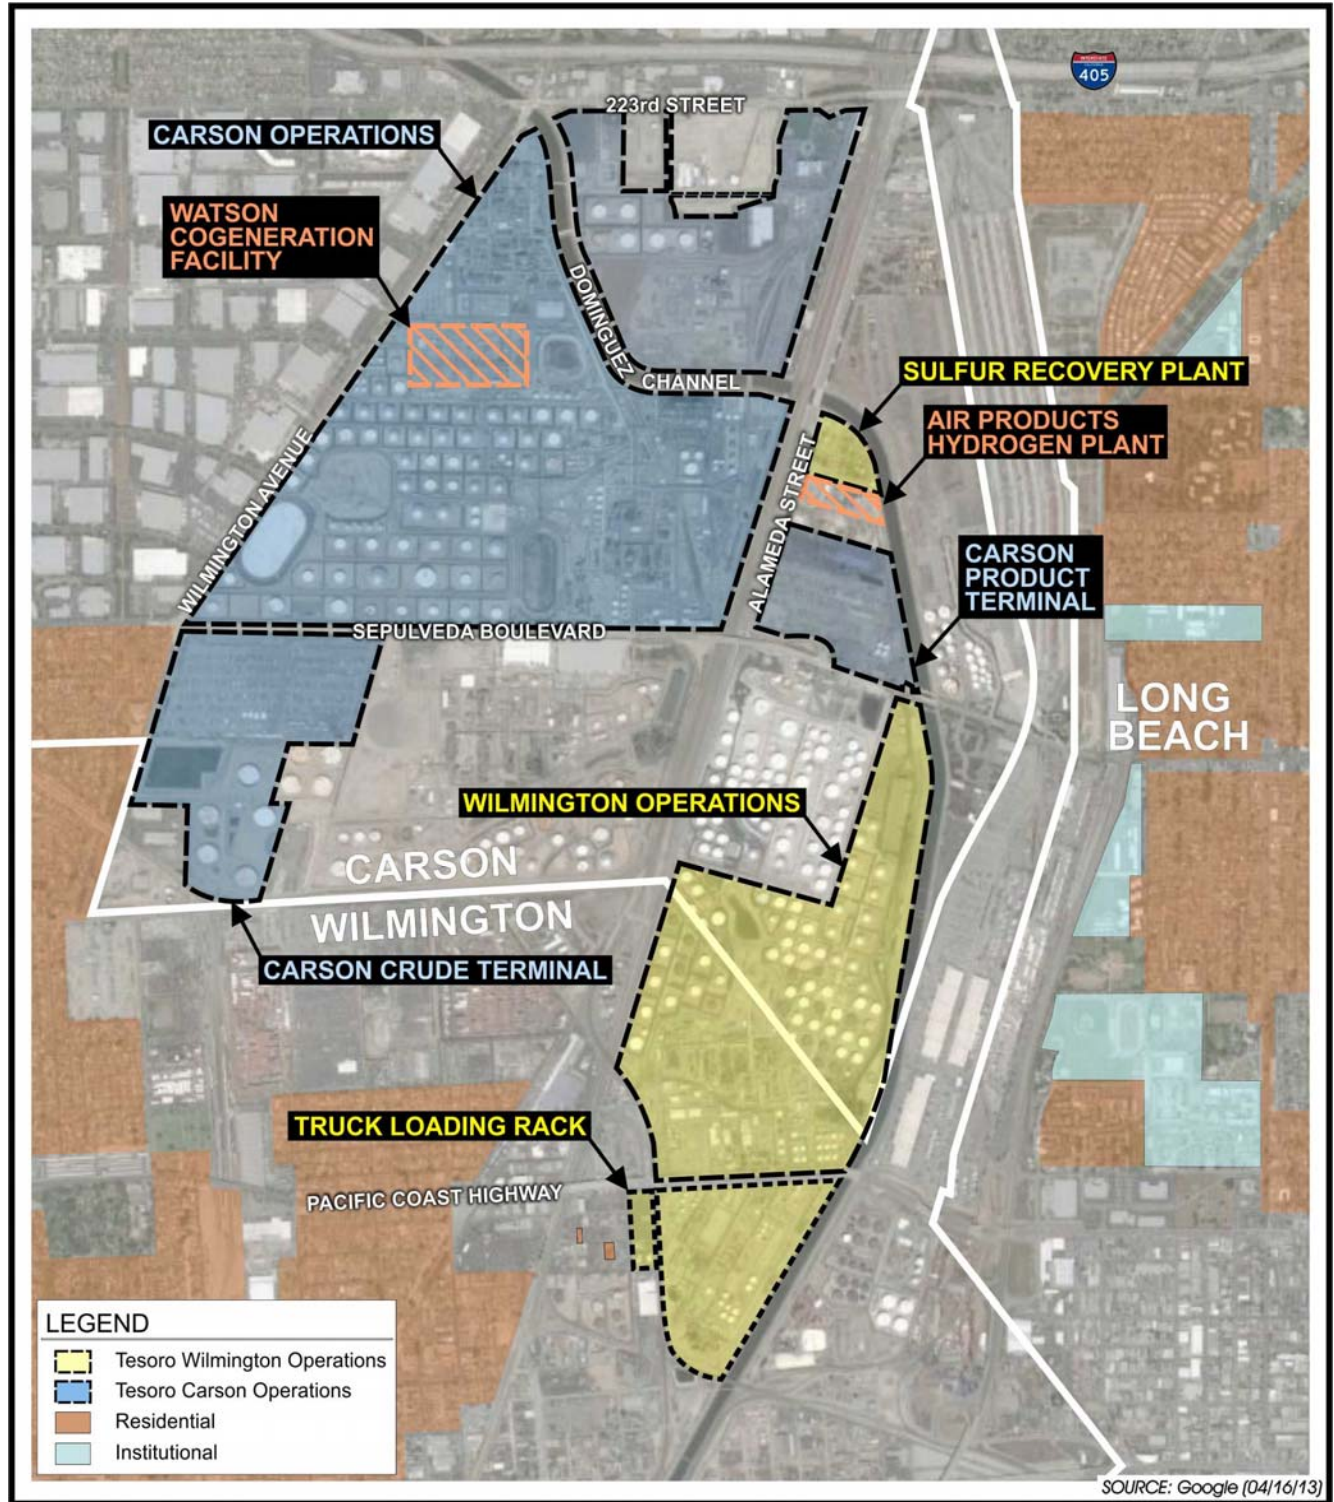 INTERSTATE
405
223rd STREET
CARSON OPERATIONS
WATSON
COGENERATION
FACILITY
DOMINGUEZ
CHANNEL
SULFUR RECOVERY PLANT
AIR PRODUCTS
HYDROGEN PLANT
WILMINGTON AVENUE
ALAMEDA STREET
CARSON
PRODUCT
TERMINAL
SEPULVEDA BOULEVARD
LONG
BEACH
WILMINGTON OPERATIONS
CARSON
WILMINGTON
CARSON CRUDE TERMINAL
TRUCK LOADING RACK
PACIFIC COAST HIGHWAY
LEGEND
Tesoro Wilmington Operations
Tesoro Carson Operations
Residential
Institutional
SOURCE: Google (04/16/13)